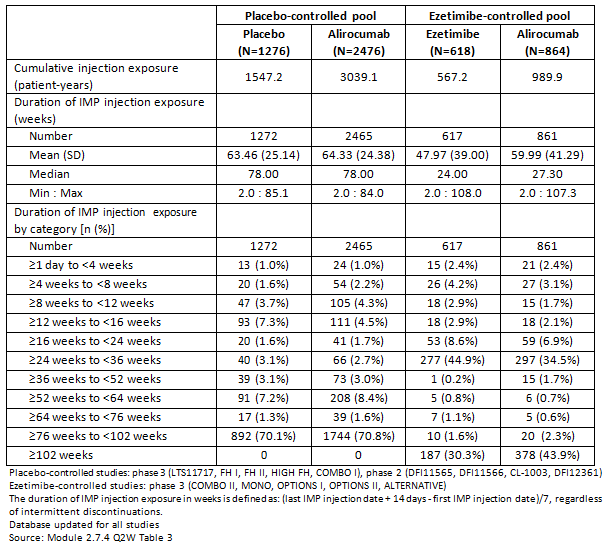 Placebo-controlled pool Ezetimibe-controlled pool
Placebo (N=1276) Alirocumab (N=2476) Ezetimibe (N=618) Alirocumab (N=864)
Cumulative injection exposure (patient-years) 1547.2 3039.1 567.2 989.9
Duration of IMP injection exposure (weeks)
Number 1272 2465 617 861
Mean (SD) 63.46 (25.14) 64.33 (24.38) 47.97 (39.00) 59.99 (41.29)
Median 78.00 78.00 24.00 27.30
Min : Max 2.0 : 85.1 2.0 : 84.0 2.0 : 108.0 2.0 : 107.3
Duration of IMP injection exposure by category [n (%)]
Number 1272 2465 617 861
≥1 day to <4 weeks 13 (1.0%) 24 (1.0%) 15 (2.4%) 21 (2.4%)
≥4 weeks to <8 weeks 20 (1.6%) 54 (2.2%) 26 (4.2%) 27 (3.1%)
≥8 weeks to <12 weeks 47 (3.7%) 105 (4.3%) 18 (2.9%) 15 (1.7%)
≥12 weeks to <16 weeks 93 (7.3%) 111 (4.5%) 18 (2.9%) 18 (2.1%)
≥16 weeks to <24 weeks 20 (1.6%) 41 (1.7%) 53 (8.6%) 59 (6.9%)
≥24 weeks to <36 weeks 40 (3.1%) 66 (2.7%) 277 (44.9%) 297 (34.5%)
≥36 weeks to <52 weeks 39 (3.1%) 73 (3.0%) 1 (0.2%) 15 (1.7%)
≥52 weeks to <64 weeks 91 (7.2%) 208 (8.4%) 5 (0.8%) 6 (0.7%)
≥64 weeks to <76 weeks 17 (1.3%) 39 (1.6%) 7 (1.1%) 5 (0.6%)
≥76 weeks to <102 weeks 892 (70.1%) 1744 (70.8%) 10 (1.6%) 20 (2.3%)
≥102 weeks 0 0 187 (30.3%) 378 (43.9%)
Placebo-controlled studies: phase 3 (LTS11717, FH I, FH II, HIGH FH, COMBO I), phase 2 (DFI11565, DFI11566, CL-1003, DFI12361)
Ezetimibe-controlled studies: phase 3 (COMBO II, MONO, OPTIONS I, OPTIONS II, ALTERNATIVE)
The duration of IMP injection exposure in weeks is defined as: (last IMP injection date + 14 days - first IMP injection date)/7, regardless
of intermittent discontinuations.
Database updated for all studies
Source: Module 2.7.4 Q2W Table 3